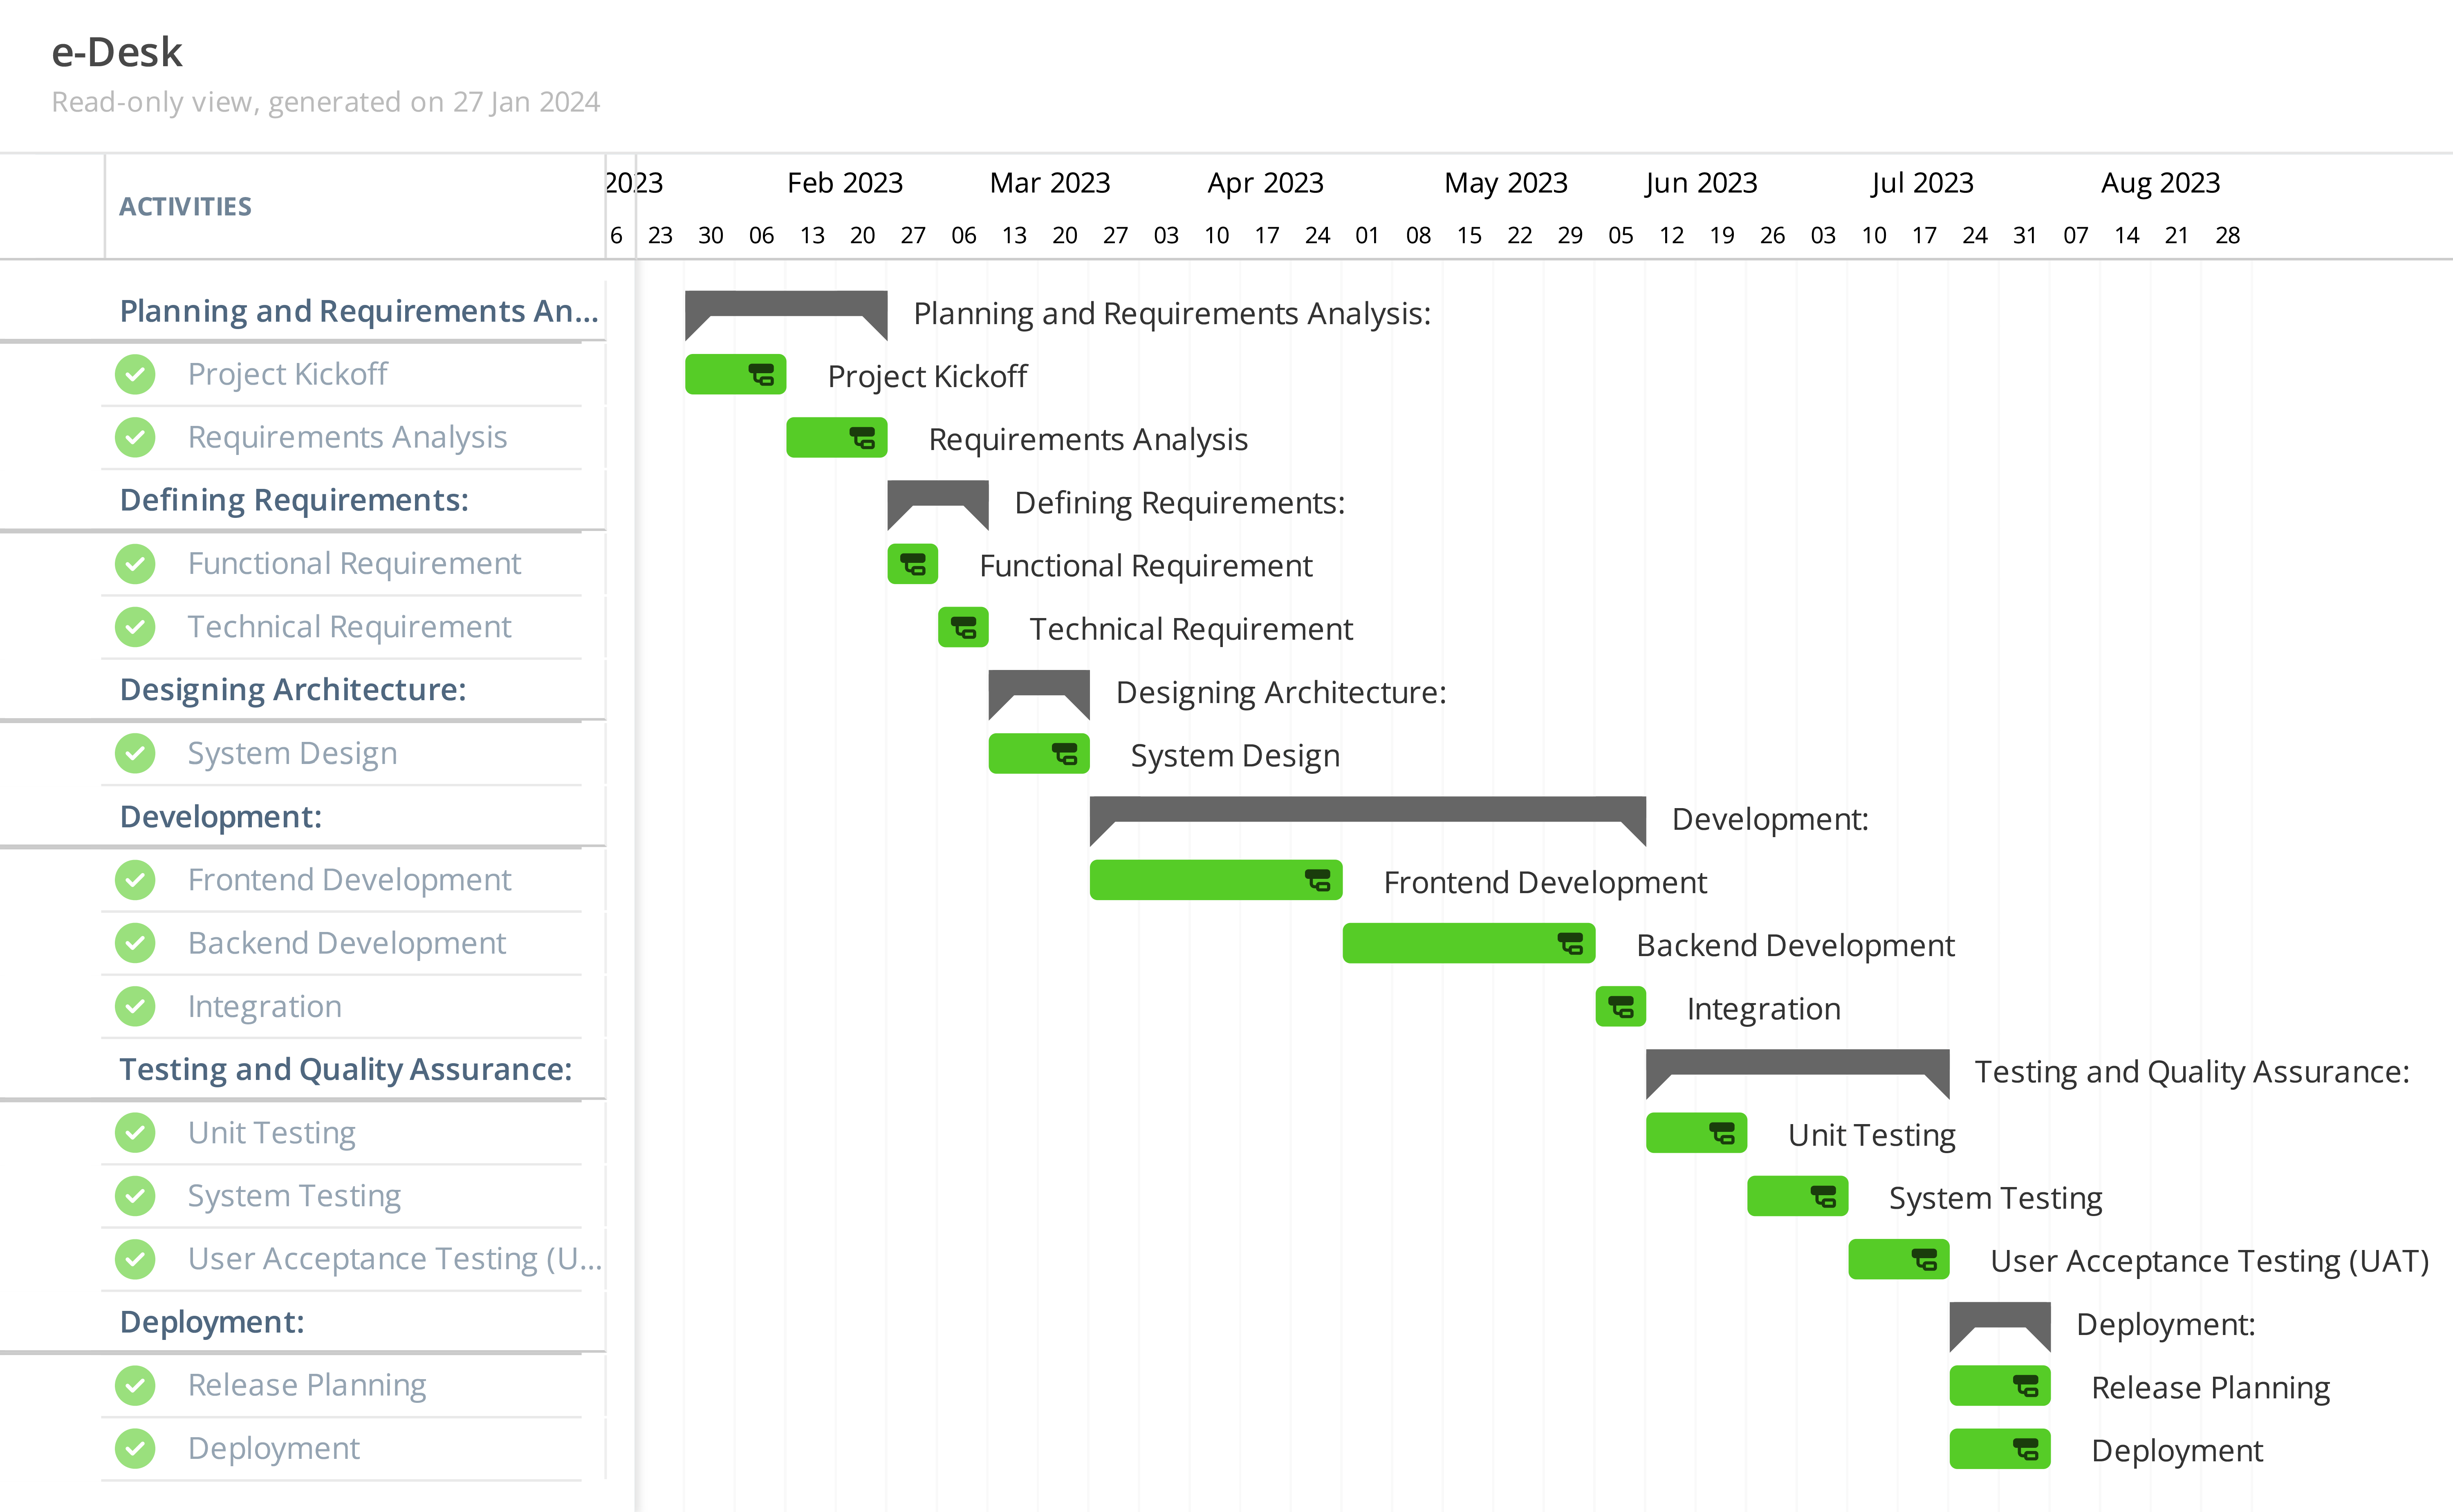 e-Desk
Read-only view, generated on 27 Jan 2024
ACTIVITIES
2023 Feb 2023 Mar 2023 Apr 2023 May 2023 Jun 2023 Jul 2023 Aug 2023
6 23 30 06 13 20 27 06 13 20 27 03 10 17 24 01 08 15 22 29 05 12 19 26 03 10 17 24 31 07 14 21 28
Planning and Requirements An... Planning and Requirements Analysis:
Project Kickoff Project Kickoff
Requirements Analysis Requirements Analysis
Defining Requirements: Defining Requirements:
Functional Requirement Functional Requirement
Technical Requirement Technical Requirement
Designing Architecture: Designing Architecture:
System Design System Design
Development: Development:
Frontend Development Frontend Development
Backend Development Backend Development
Integration Integration
Testing and Quality Assurance: Testing and Quality Assurance:
Unit Testing Unit Testing
System Testing System Testing
User Acceptance Testing (U... User Acceptance Testing (UAT)
Deployment: Deployment:
Release Planning Release Planning
Deployment Deployment